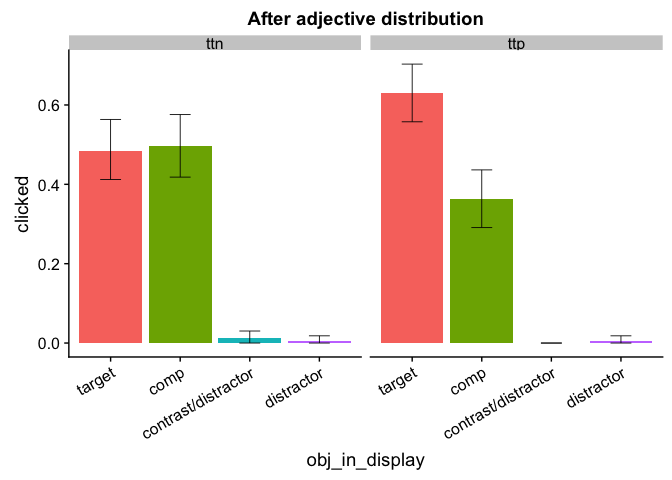 After adjective distribution
ttn
ttp
clicked
0.6
0.4
0.2
0.0
target
comp
contrast/distractor
distractor
target
comp
contrast/distractor
distractor
obj_in_display